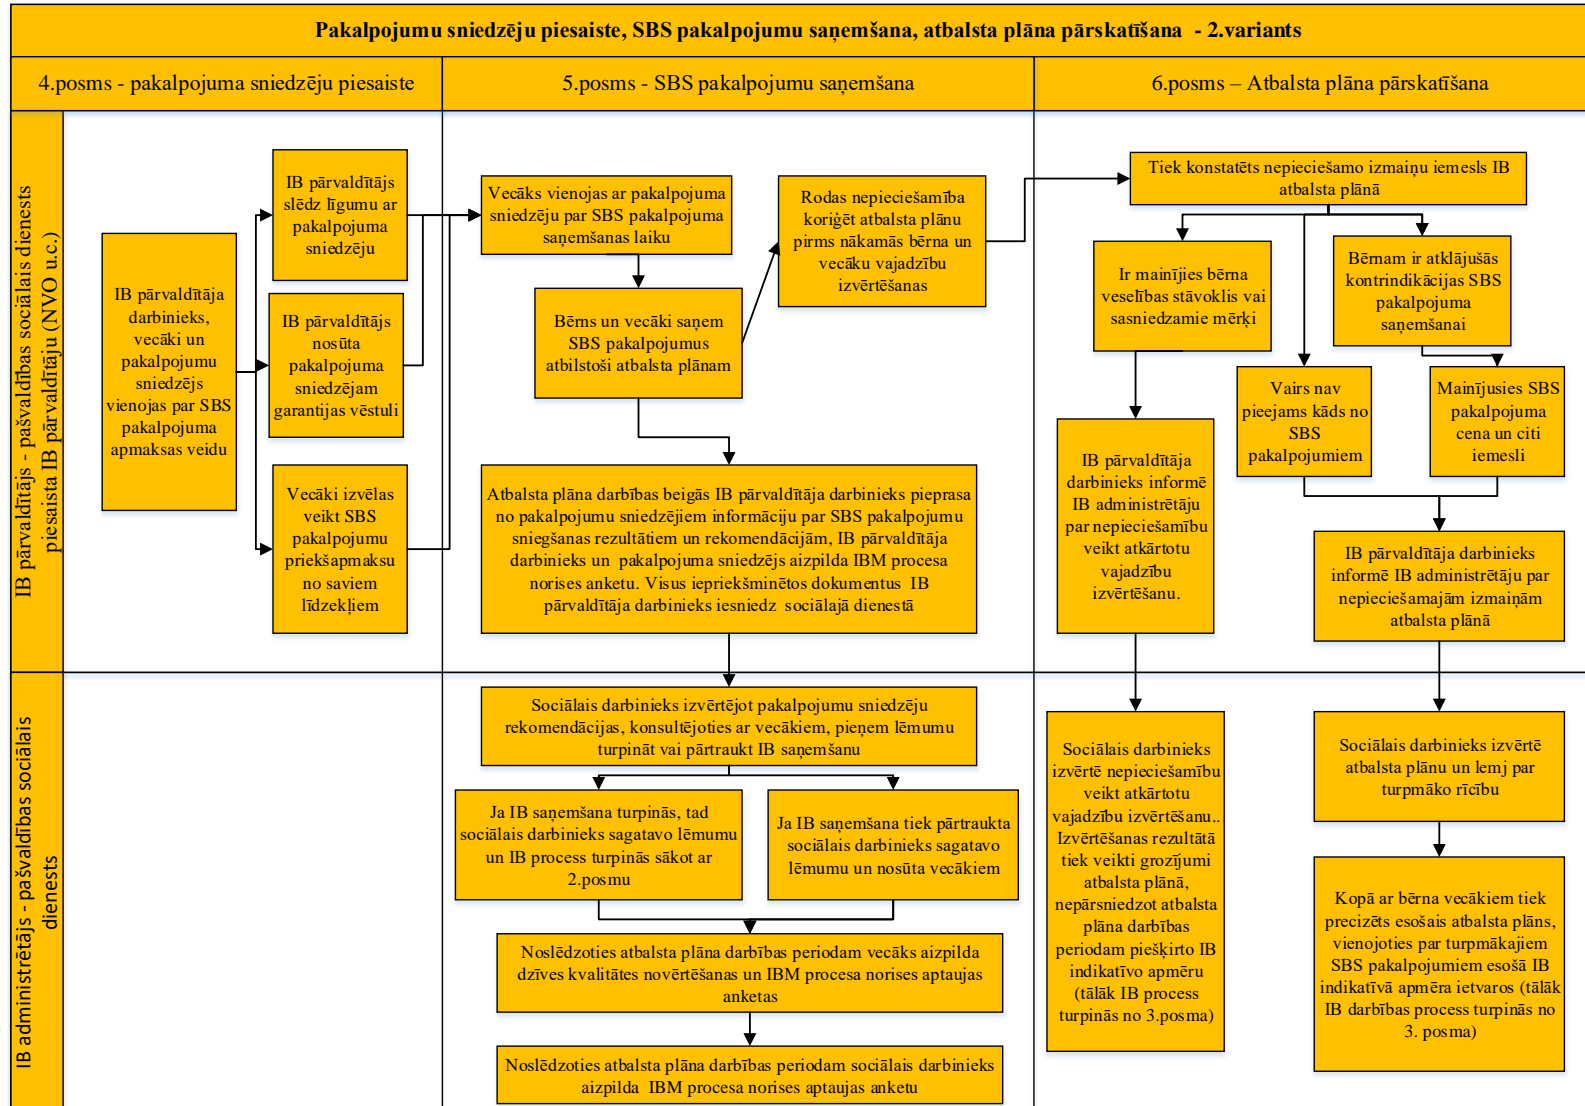 Pakalpojumu sniedzēju piesaiste, SBS pakalpojumu saņemšana, atbalsta plāna pārskatīšana  - 2.variants
4.posms - pakalpojuma sniedzēju piesaiste
5.posms - SBS pakalpojumu saņemšana
6.posms – Atbalsta plāna pārskatīšana
IB pārvaldītājs - pašvaldības sociālais dienests
piesaista IB pārvaldītāju (NVO u.c.)
IB pārvaldītāja
darbinieks,
vecāki un
pakalpojumu
sniedzējs
vienojas par SBS
pakalpojuma
apmaksas veidu
IB pārvaldītājs
slēdz līgumu ar
pakalpojuma
sniedzēju
IB pārvaldītājs
nosūta
pakalpojuma
sniedzējam
garantijas vēstuli
Vecāki izvēlas
veikt SBS
pakalpojumu
priekšapmaksu
no saviem
līdzekļiem
Vecāks vienojas ar pakalpojuma
sniedzēju par SBS pakalpojuma
saņemšanas laiku
Bērns un vecāki saņem
SBS pakalpojumus
atbilstoši atbalsta plānam
Rodas nepieciešamība
koriģēt atbalsta plānu
pirms nākamās bērna un
vecāku vajadzību
izvērtēšanas
Atbalsta plāna darbības beigās IB pārvaldītāja darbinieks pieprasa
no pakalpojumu sniedzējiem informāciju par SBS pakalpojumu
sniegšanas rezultātiem un rekomendācijām, IB pārvaldītāja
darbinieks un  pakalpojuma sniedzējs aizpilda IBM procesa
norises anketu. Visus iepriekšminētos dokumentus  IB
pārvaldītāja darbinieks iesniedz  sociālajā dienestā
Tiek konstatēts nepieciešamo izmaiņu iemesls IB
atbalsta plānā
Ir mainījies bērna
veselības stāvoklis vai
sasniedzamie mērķi
Bērnam ir atklājušās
kontrindikācijas SBS
pakalpojuma
saņemšanai
Vairs nav
pieejams kāds no
SBS
pakalpojumiem
Mainījusies SBS
pakalpojuma
cena un citi
iemesli
IB pārvaldītāja
darbinieks informē
IB administrētāju
par nepieciešamību
veikt atkārtotu
vajadzību
izvērtēšanu.
IB pārvaldītāja darbinieks
informē IB administrētāju par
nepieciešamajām izmaiņām
atbalsta plānā
IB administrētājs - pašvaldības sociālais
dienests
Sociālais darbinieks izvērtējot pakalpojumu sniedzēju
rekomendācijas, konsultējoties ar vecākiem, pieņem lēmumu
turpināt vai pārtraukt IB saņemšanu
Ja IB saņemšana turpinās, tad
sociālais darbinieks sagatavo lēmumu
un IB process turpinās sākot ar
2.posmu
Ja IB saņemšana tiek pārtraukta
sociālais darbinieks sagatavo
lēmumu un nosūta vecākiem
Noslēdzoties atbalsta plāna darbības periodam vecāks aizpilda
dzīves kvalitātes novērtēšanas un IBM procesa norises aptaujas
anketas
Noslēdzoties atbalsta plāna darbības periodam sociālais darbinieks
aizpilda  IBM procesa norises aptaujas anketu
Sociālais darbinieks
izvērtē nepieciešamību
veikt atkārtotu
vajadzību izvērtēšanu..
Izvērtēšanas rezultātā
tiek veikti grozījumi
atbalsta plānā,
nepārsniedzot atbalsta
plāna darbības
periodam piešķirto IB
indikatīvo apmēru
(tālāk IB process
turpinās no 3.posma)
Sociālais darbinieks izvērtē
atbalsta plānu un lemj par
turpmāko rīcību
Kopā ar bērna vecākiem tiek
precizēts esošais atbalsta plāns,
vienojoties par turpmākajiem
SBS pakalpojumiem esošā IB
indikatīvā apmēra ietvaros (tālāk
IB darbības process turpinās no
3. posma)